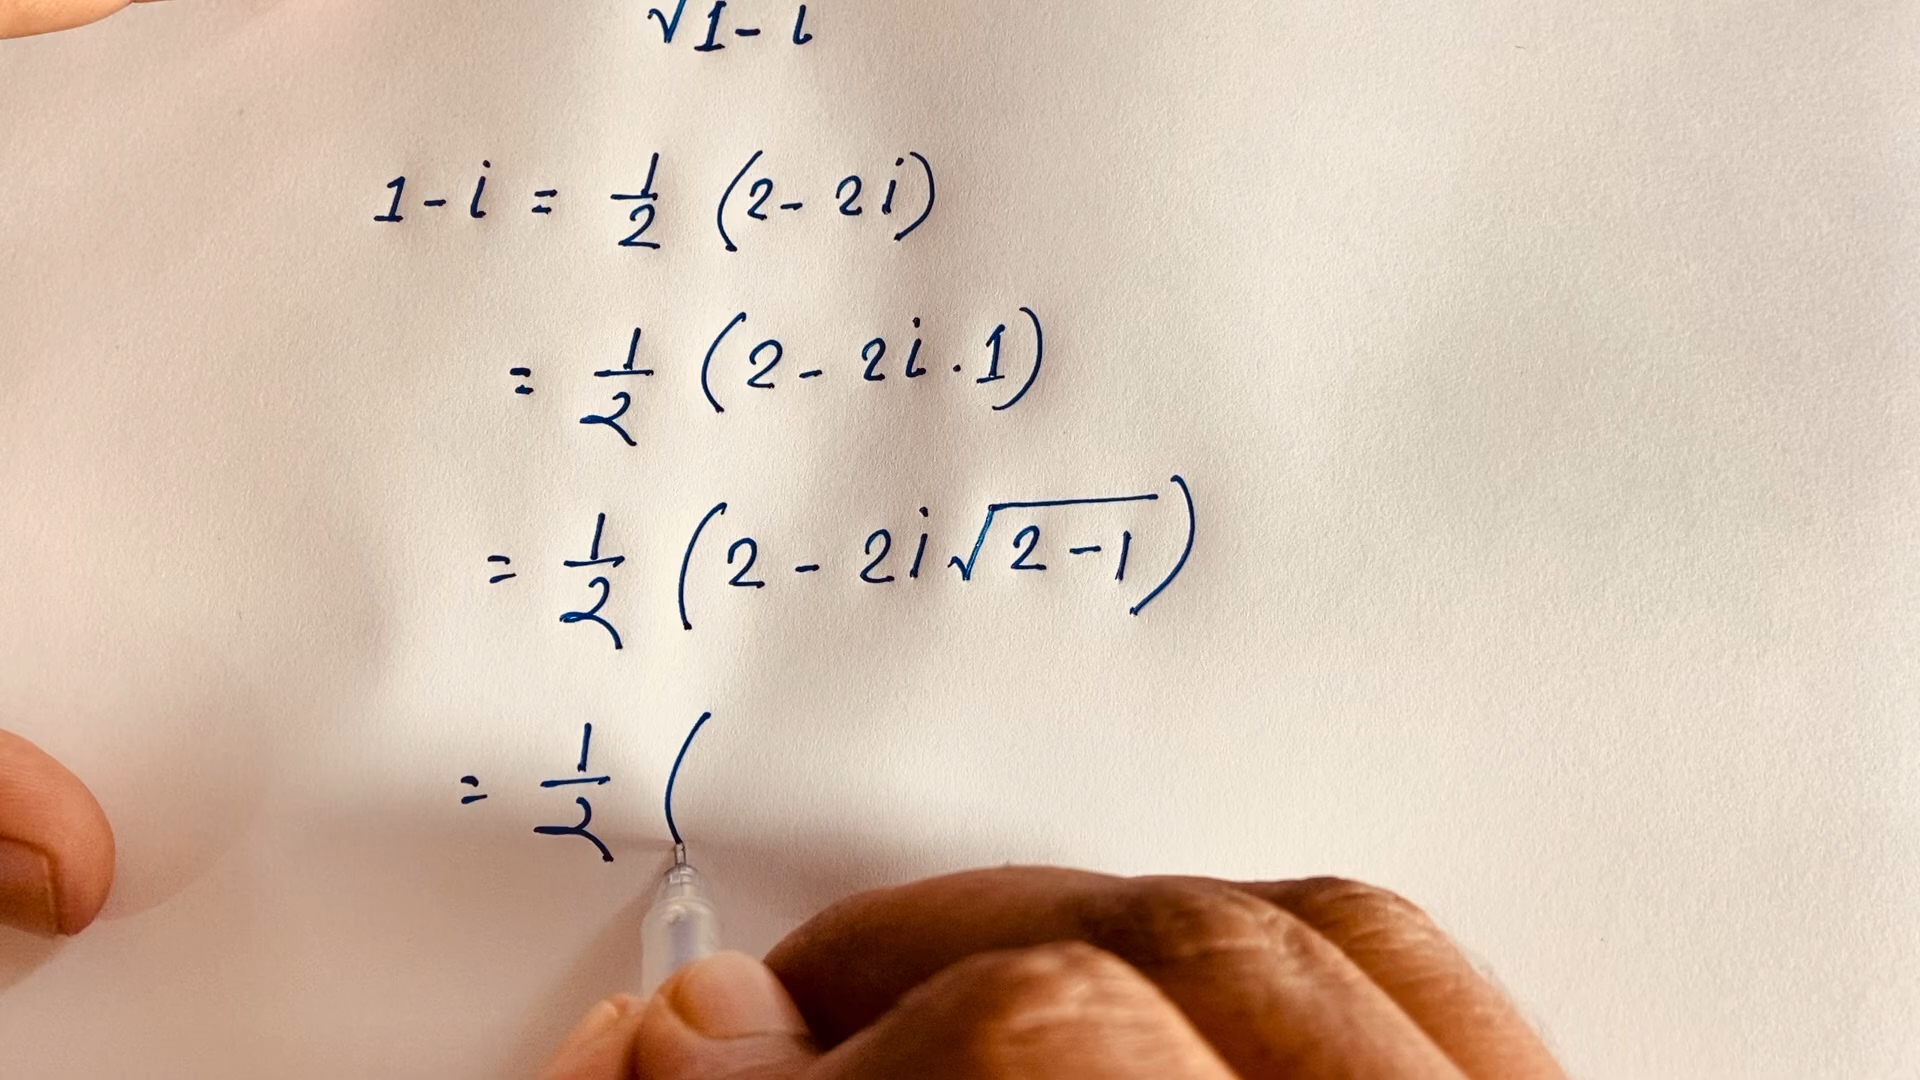 √1-i
1-i = 1/2 (2-2i)
= 1/2 (2-2i.1)
= 1/2 (2-2i√(2-1))
= 1/2 (